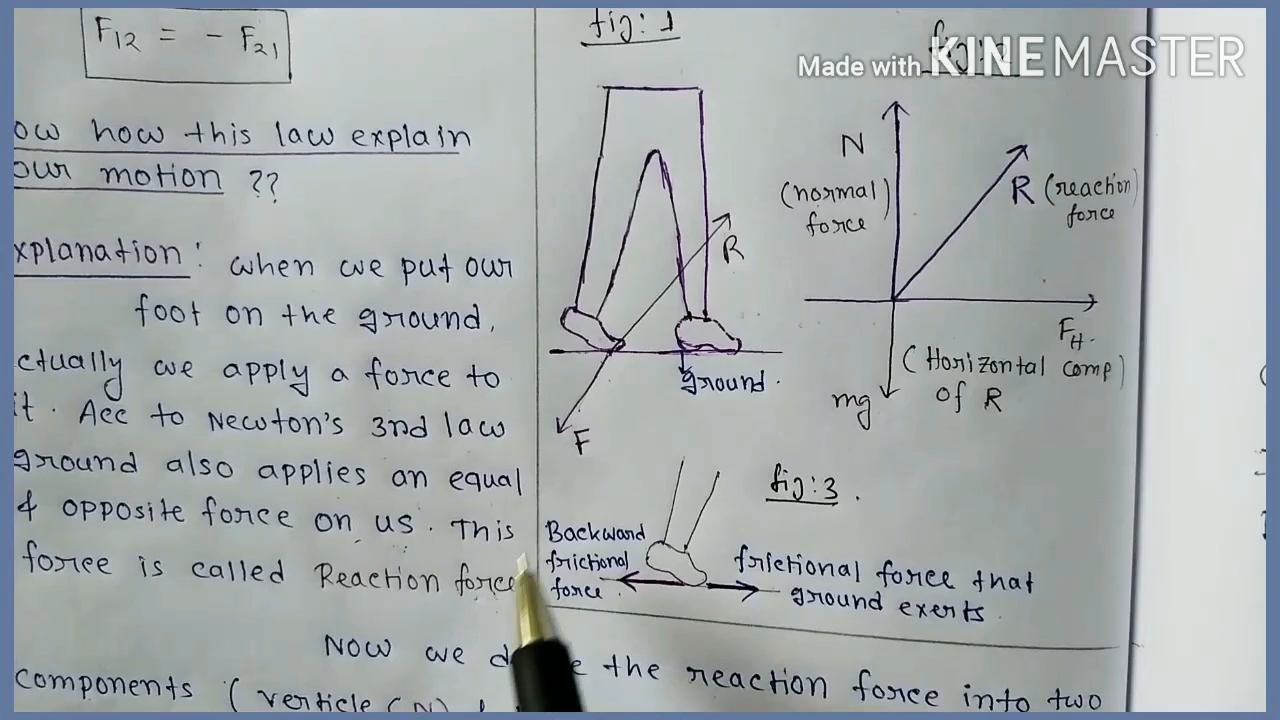 F12 = - F21
ow how this law explain
our motion ??
xplanation: when we put our
foot on the ground,
ctually we apply a force to
it. Acc to Newton's 3nd law
ground also applies an equal
& opposite force on us. This
force is called Reaction force
Now we the reaction force into two
components ( verticle (N)
fig: 1
R
ground.
F
Made with KINEMASTER
N
(normal)
force
R (reaction)
force
FH.
(Horizontal comp)
of R
mg
fig:3.
Backward
frictional
force.
frictional force that
ground exerts.